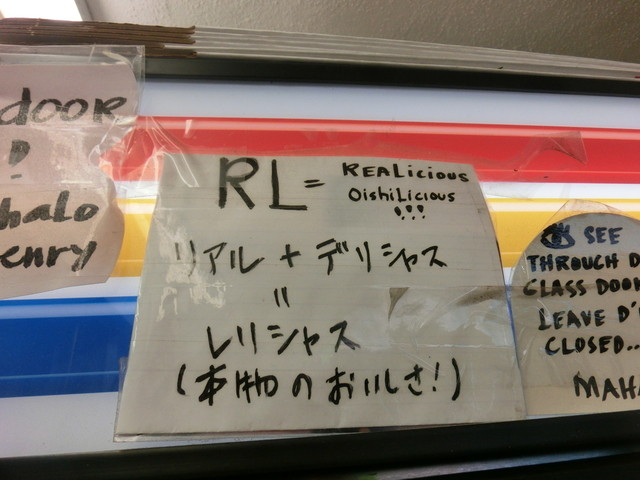 door
!
halo
enry
RL = REALicious
OishiLicious
!!!
リアル + デリシャス
=
レリシャス
(本物のおいしさ!)
SEE
THROUGH D
GLASS DOOR
LEAVE D'
CLOSED...
MAHA